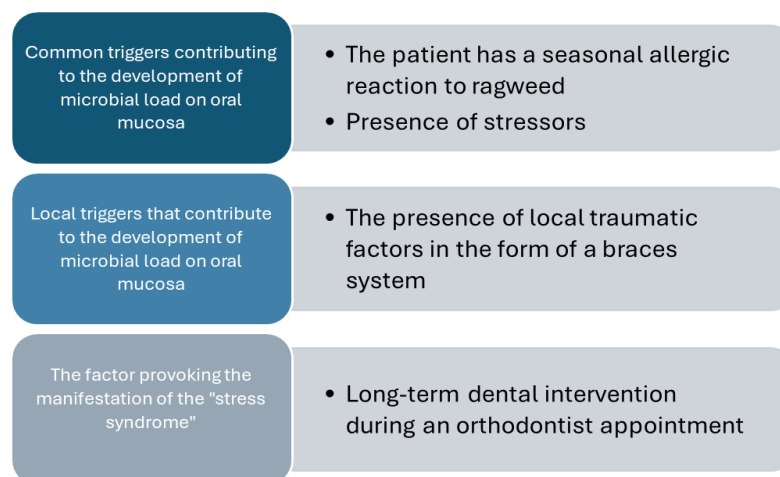 Common triggers contributing
to the development of
microbial load on oral
mucosa
• The patient has a seasonal allergic
reaction to ragweed
• Presence of stressors
Local triggers that contribute
to the development of
microbial load on oral
mucosa
• The presence of local traumatic
factors in the form of a braces
system
The factor provoking the
manifestation of the "stress
syndrome"
• Long-term dental intervention
during an orthodontist appointment